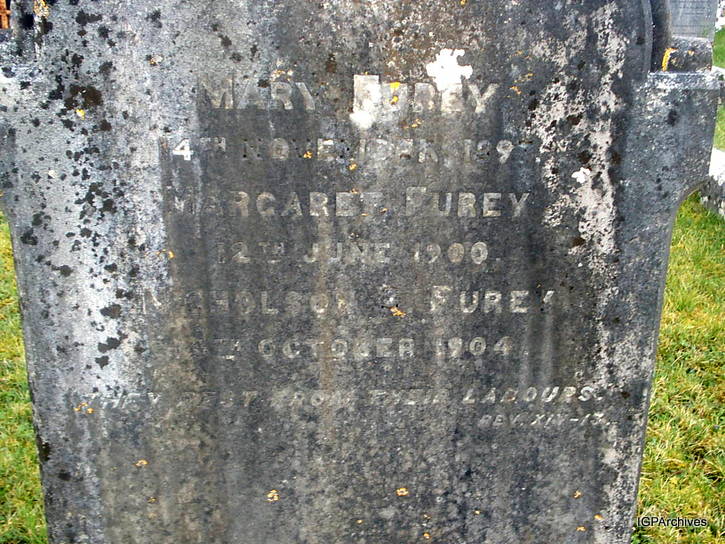 MARY FUREY
4TH NOVEMBER
MARGARET FUREY
12TH JUNE 1900.
NICHOLSON FUREY
OCTOBER 1904.
THEY REST FROM THEIR LABOURS.
REV. XIV-13
IGPArchives